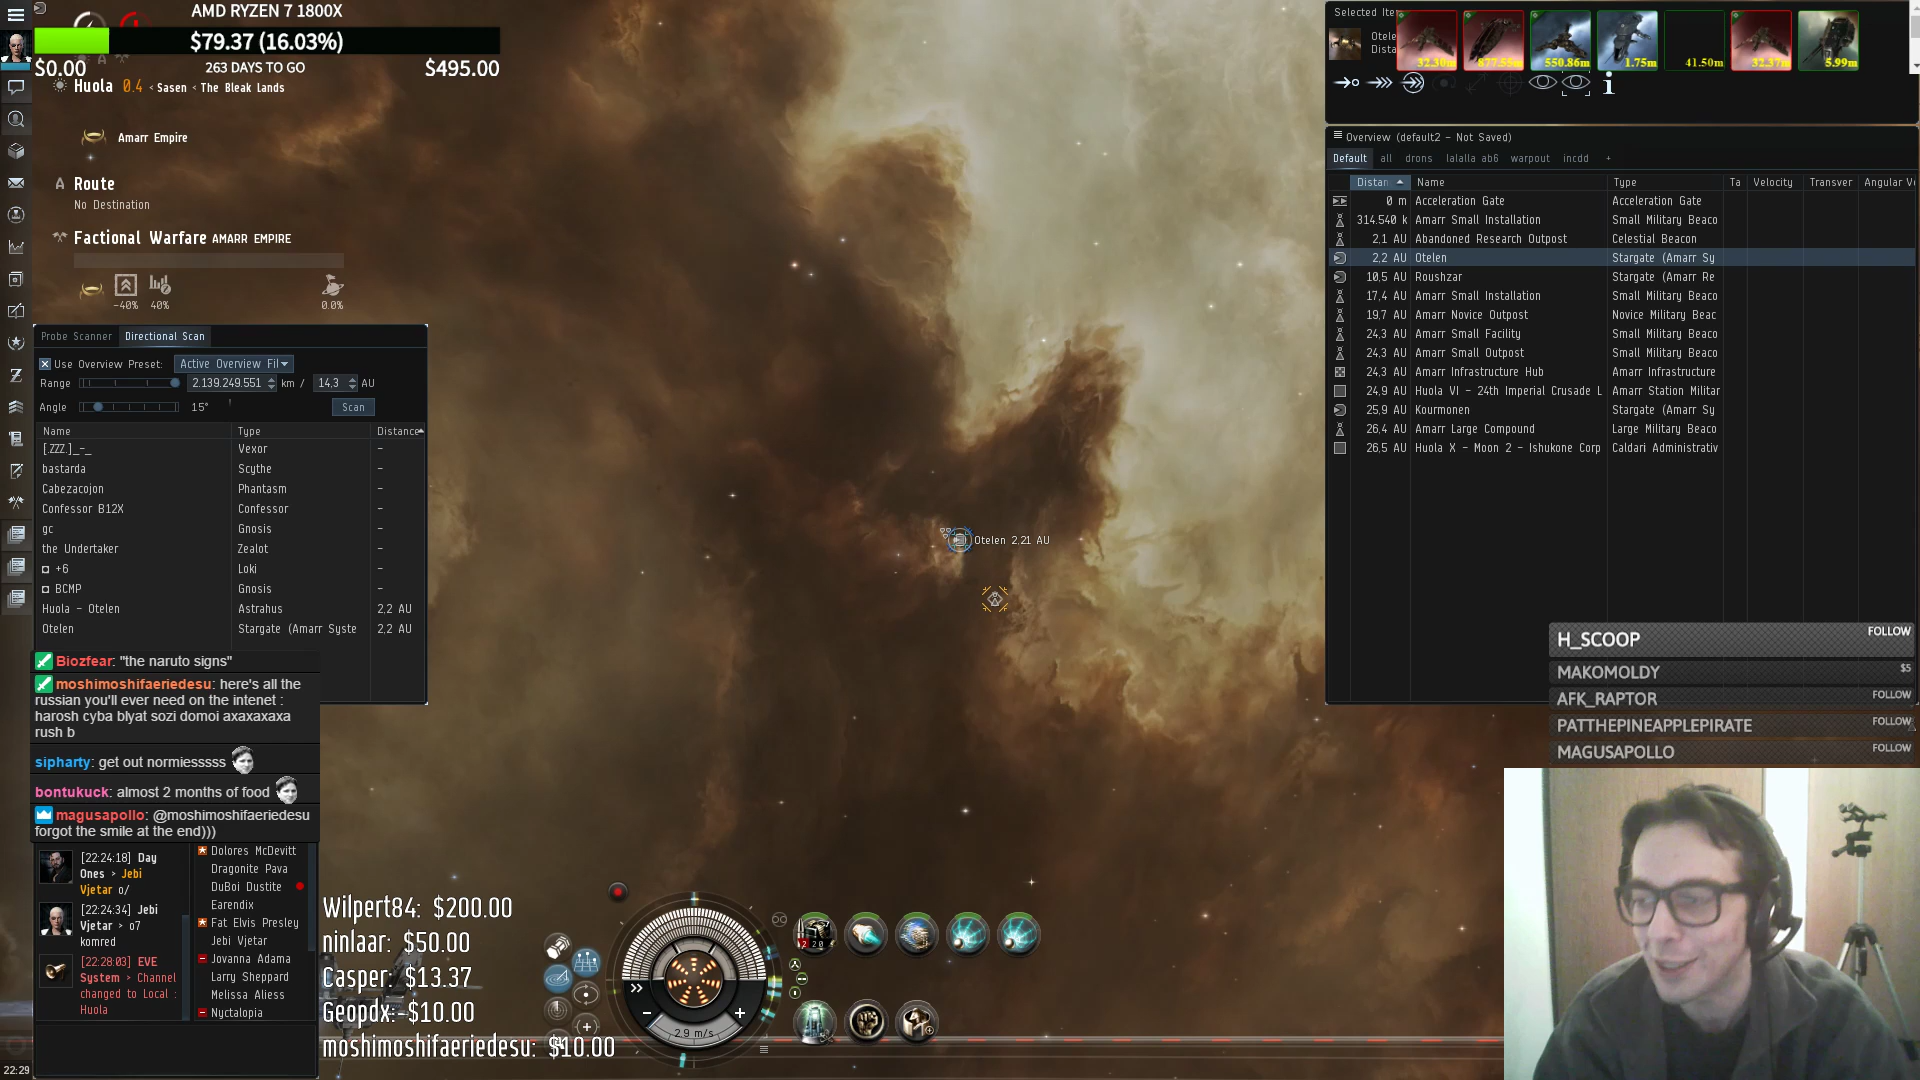 AMD RYZEN 7 1800X
$79.37 (16.03%)
$0.00
263 DAYS TO GO
$495.00
Huola 0.4 < Sasen < The Bleak Lands
Amarr Empire
Route
No Destination
Factional Warfare AMARR EMPIRE
-40% 40% 0.0%
Probe Scanner Directional Scan
Use Overview Preset: Active Overview Fil
Range 2.139.249.551 km / 14,3 AU
Angle 15° Scan
Name Type Distance
[.ZZZ.]_-_ Vexor -
bastarda Scythe -
Cabezacojon Phantasm -
Confessor B12X Confessor -
gc Gnosis -
the Undertaker Zealot -
+6 Loki -
BCMP Gnosis -
Huola - Otelen Astrahus 2,2 AU
Otelen Stargate (Amarr Syste 2,2 AU
Biozfear: "the naruto signs"
moshimoshifaeriedesu: here's all the
russian you'll ever need on the intenet :
harosh cyba blyat sozi domoi axaxaxaxa
rush b
sipharty: get out normiesssss
bontukuck: almost 2 months of food
magusapollo: @moshimoshifaeriedesu
forgot the smile at the end)))
[22:24:18] Day
Ones > Jebi
Vjetar o/
[22:24:34] Jebi
Vjetar > o7
komred
[22:28:03] EVE
System > Channel
changed to Local :
Huola
Dolores McDevitt
Dragonite Pava
DuBoi Dustite
Earendix
Fat Elvis Presley
Jebi Vjetar
Jovanna Adama
Larry Sheppard
Melissa Aliess
Nyctalopia
22:29
Wilpert84: $200.00
ninlaar: $50.00
Casper: $13.37
Geopdx: $10.00
moshimoshifaeriedesu: $10.00
Otelen 2,21 AU
2 20
2.9 m/s
Selected Ite
Otele
Dista
32.30m 877.55m 550.86m 1.75m 41.50m 32.37m 5.99m
Overview (default2 - Not Saved)
Default all drons lalalla ab6 warpout incdd +
Distan Name Type Ta Velocity Transver Angular V
0 m Acceleration Gate Acceleration Gate
314.540 k Amarr Small Installation Small Military Beaco
2,1 AU Abandoned Research Outpost Celestial Beacon
2,2 AU Otelen Stargate (Amarr Sy
10,5 AU Roushzar Stargate (Amarr Re
17,4 AU Amarr Small Installation Small Military Beaco
19,7 AU Amarr Novice Outpost Novice Military Beac
24,3 AU Amarr Small Facility Small Military Beaco
24,3 AU Amarr Small Outpost Small Military Beaco
24,3 AU Amarr Infrastructure Hub Amarr Infrastructure
24,9 AU Huola VI - 24th Imperial Crusade L Amarr Station Militar
25,9 AU Kourmonen Stargate (Amarr Sy
26,4 AU Amarr Large Compound Large Military Beaco
26,5 AU Huola X - Moon 2 - Ishukone Corp Caldari Administrativ
H_SCOOP FOLLOW
MAKOMOLDY $5
AFK_RAPTOR FOLLOW
PATTHEPINEAPPLEPIRATE FOLLOW
MAGUSAPOLLO FOLLOW